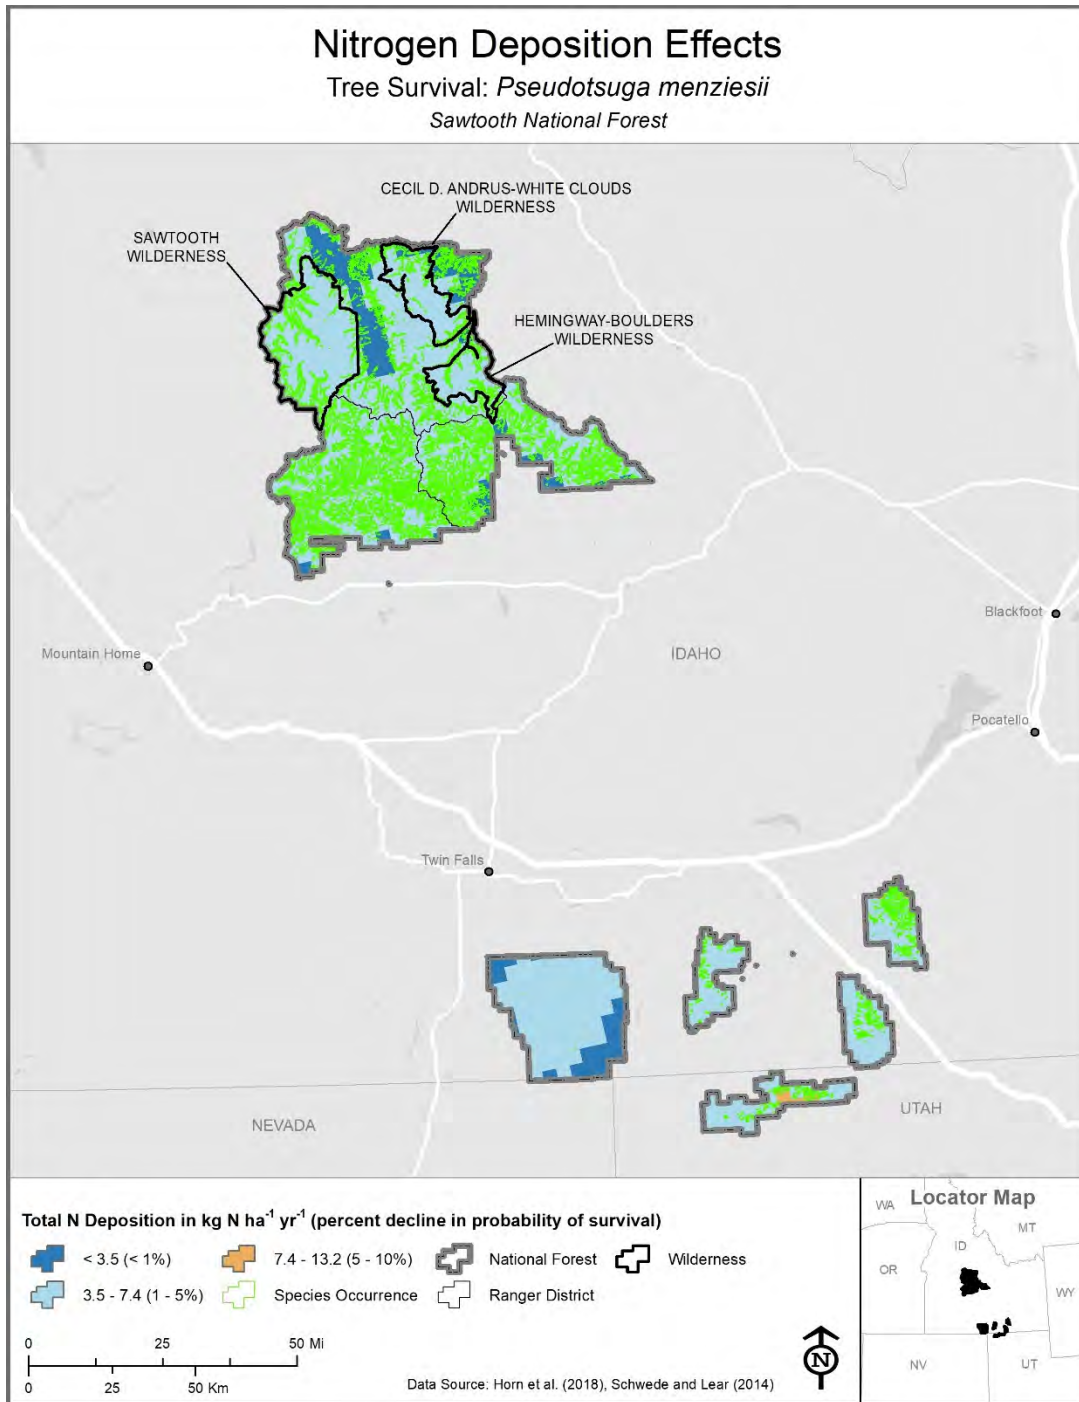 Nitrogen Deposition Effects
Tree Survival: Pseudotsuga menziesii
Sawtooth National Forest
CECIL D. ANDRUS-WHITE CLOUDS
WILDERNESS
SAWTOOTH
WILDERNESS
HEMINGWAY-BOULDERS
WILDERNESS
Blackfoot
Mountain Home
IDAHO
Pocatello
Twin Falls
NEVADA
UTAH
Total N Deposition in kg N ha⁻¹ yr⁻¹ (percent decline in probability of survival)
< 3.5 (< 1%)
7.4 - 13.2 (5 - 10%)
National Forest
Wilderness
3.5 - 7.4 (1 - 5%)
Species Occurrence
Ranger District
0 25 50 Mi
0 25 50 Km
N
Data Source: Horn et al. (2018), Schwede and Lear (2014)
Locator Map
WA
MT
ID
OR
WY
NV
UT